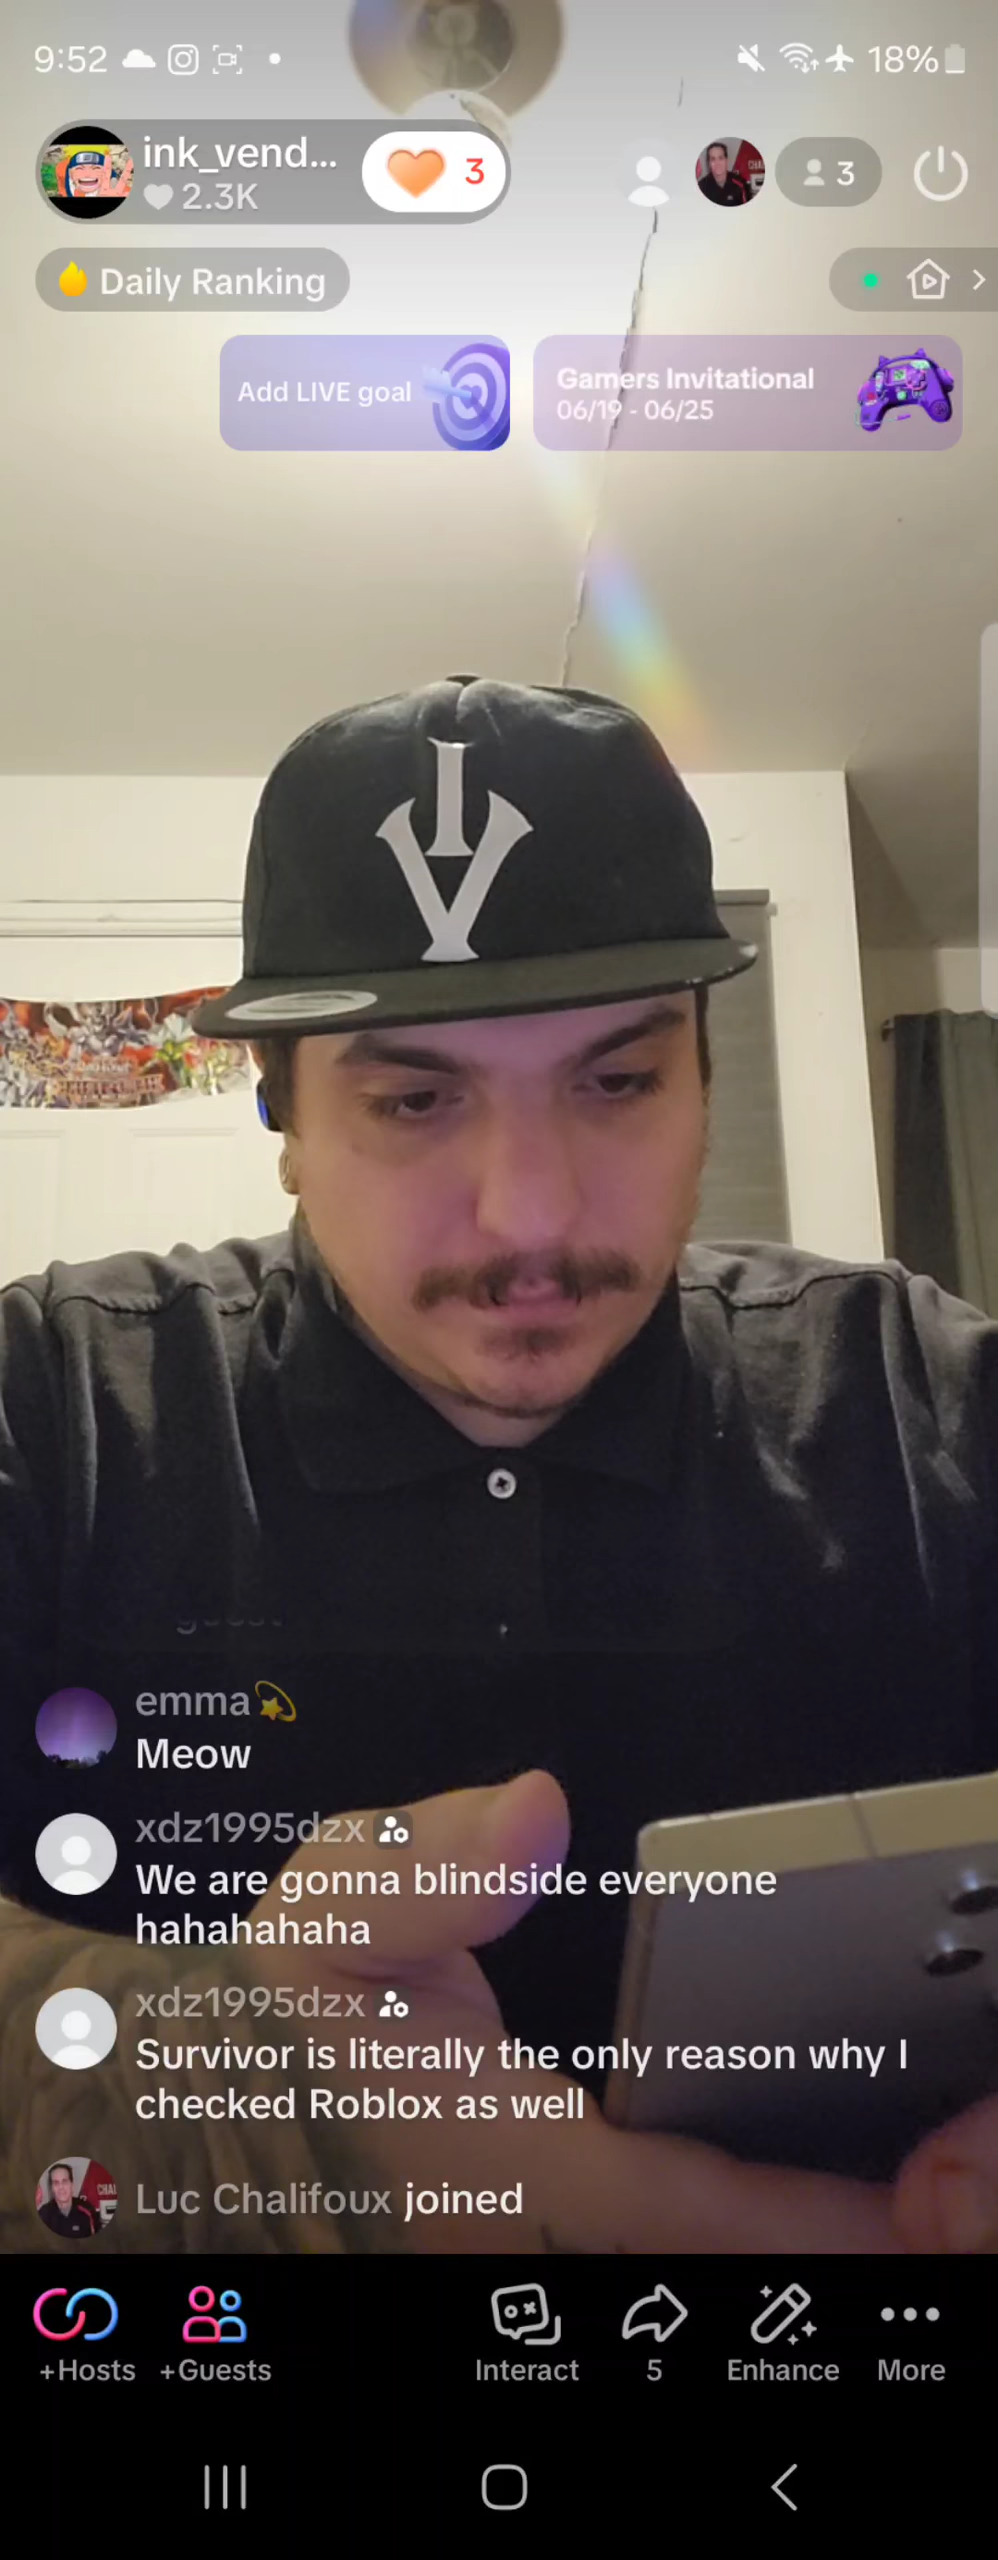 9:52
18%
ink_vend...
2.3K
3
3
Daily Ranking
Add LIVE goal
Gamers Invitational
06/19 - 06/25
IV
emma
Meow
xdz1995dzx
We are gonna blindside everyone
hahahahaha
xdz1995dzx
Survivor is literally the only reason why I
checked Roblox as well
Luc Chalifoux joined
+Hosts
+Guests
Interact
5
Enhance
More